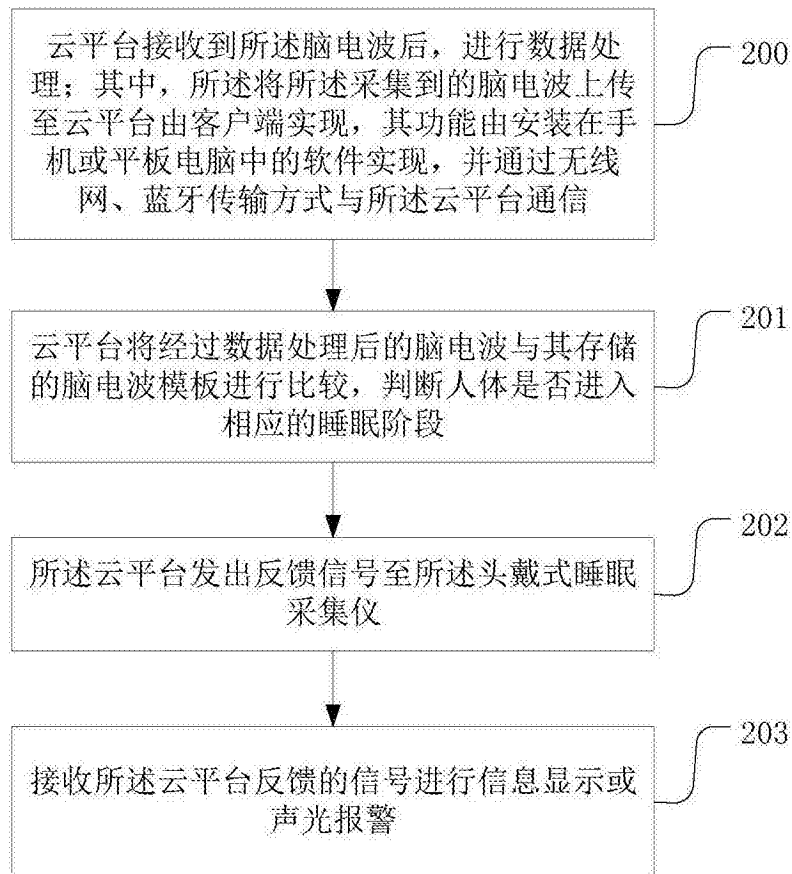 云平台接收到所述脑电波后，进行数据处
理；其中，所述将所述采集到的脑电波上传
至云平台由客户端实现，其功能由安装在手
机或平板电脑中的软件实现，并通过无线
网、蓝牙传输方式与所述云平台通信
200
云平台将经过数据处理后的脑电波与其存储
的脑电波模板进行比较，判断人体是否进入
相应的睡眠阶段
201
所述云平台发出反馈信号至所述头戴式睡眠
采集仪
202
接收所述云平台反馈的信号进行信息显示或
声光报警
203